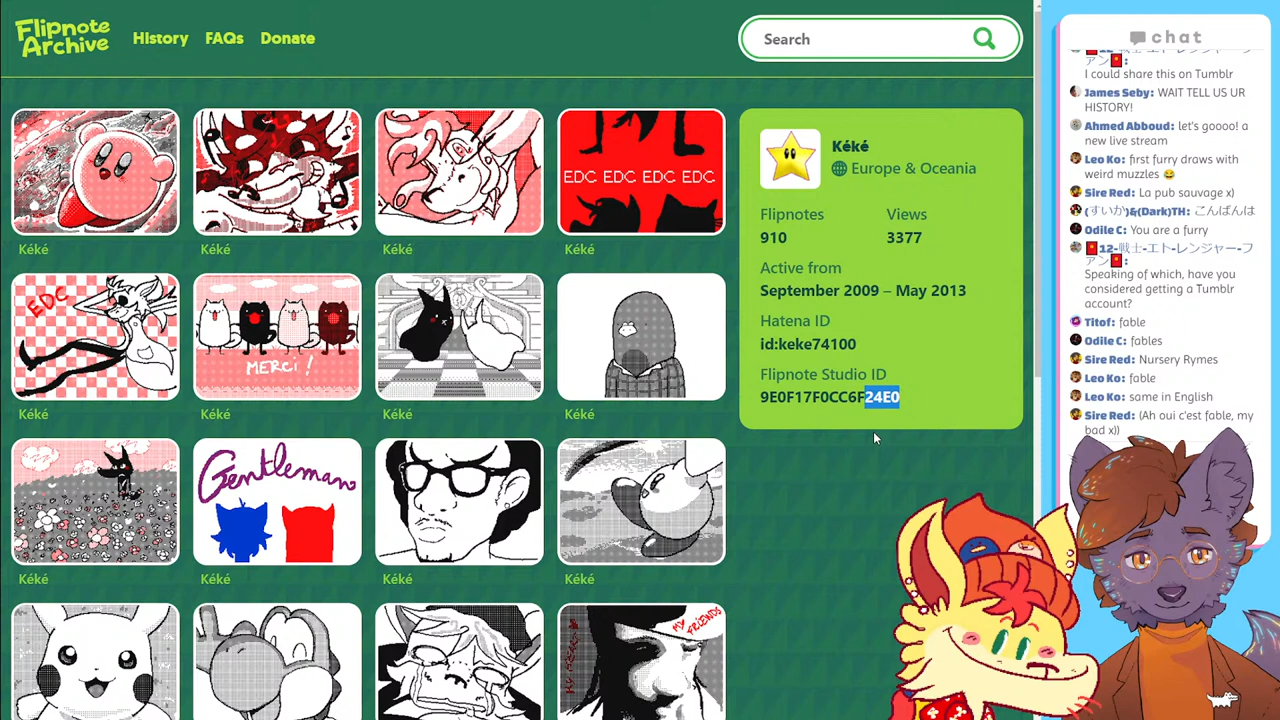 Flipnote
Archive
History
FAQs
Donate
Search
Kéké
Kéké
Kéké
EDC EDC EDC EDC
Kéké
EDC
Kéké
MERCI !
Kéké
Kéké
Kéké
Kéké
Gentleman
Kéké
Kéké
Kéké
MY FRIENDS
Kéké
Europe & Oceania
Flipnotes
Views
910
3377
Active from
September 2009 – May 2013
Hatena ID
id:keke74100
Flipnote Studio ID
9E0F17F0CC6F24E0
chat
ァン🧧:
I could share this on Tumblr
James Seby: WAIT TELL US UR
HISTORY!
Ahmed Abboud: let's goooo! a
new live stream
Leo Ko: first furry draws with
weird muzzles 😂
Sire Red: La pub sauvage x)
(すいか)&(Dark)TH: こんばんは
Odile C: You are a furry
🧧12-戦士-エト-レンジャー-フ
ァン🧧:
Speaking of which, have you
considered getting a Tumblr
account?
Titof: fable
Odile C: fables
Sire Red: Nursery Rymes
Leo Ko: fable
Leo Ko: same in English
Sire Red: (Ah oui c'est fable, my
bad x))